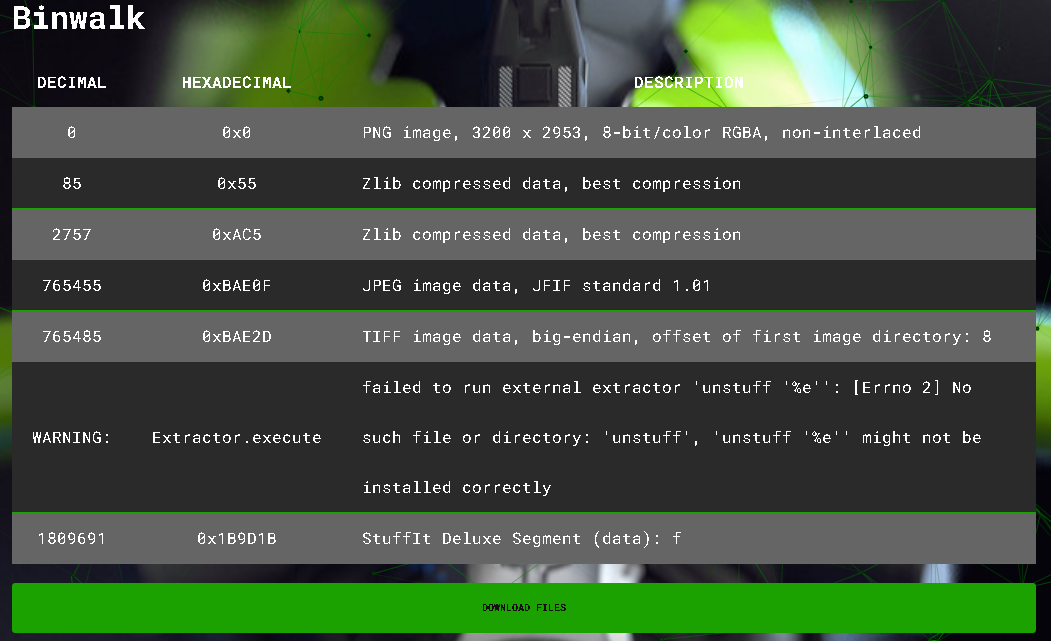 Binwalk
DECIMAL HEXADECIMAL DESCRIPTION
0 0x0 PNG image, 3200 x 2953, 8-bit/color RGBA, non-interlaced
85 0x55 Zlib compressed data, best compression
2757 0xAC5 Zlib compressed data, best compression
765455 0xBAE0F JPEG image data, JFIF standard 1.01
765485 0xBAE2D TIFF image data, big-endian, offset of first image directory: 8
failed to run external extractor 'unstuff '%e'': [Errno 2] No
WARNING: Extractor.execute such file or directory: 'unstuff', 'unstuff '%e'' might not be
installed correctly
1809691 0x1B9D1B StuffIt Deluxe Segment (data): f
DOWNLOAD FILES